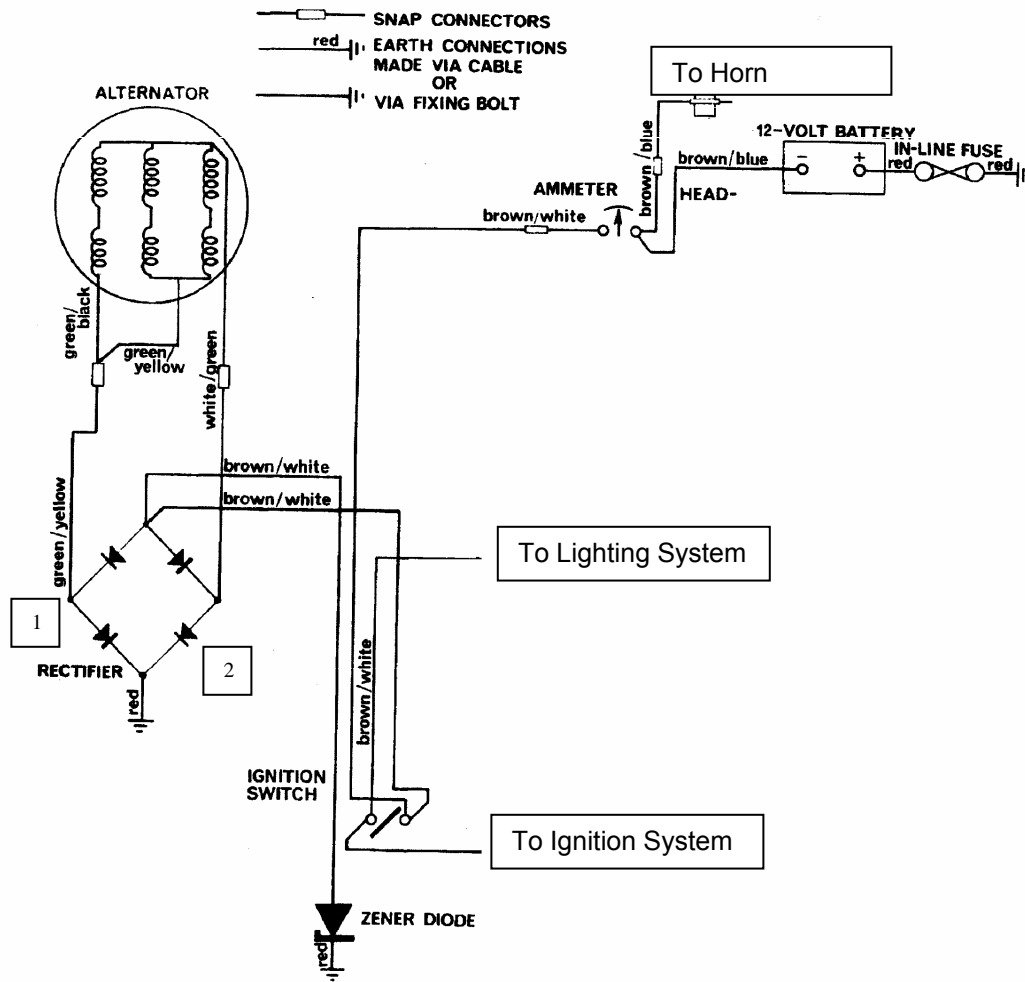 SNAP CONNECTORS
red
EARTH CONNECTIONS
MADE VIA CABLE
OR
VIA FIXING BOLT
To Horn
ALTERNATOR
12-VOLT BATTERY
IN-LINE FUSE
brown/blue
brown/blue
- +
red
red
HEAD-
AMMETER
brown/white
green/
black
green/
yellow
white/green
brown/white
brown/white
green/yellow
To Lighting System
1
2
RECTIFIER
red
brown/white
IGNITION
SWITCH
To Ignition System
ZENER DIODE
red